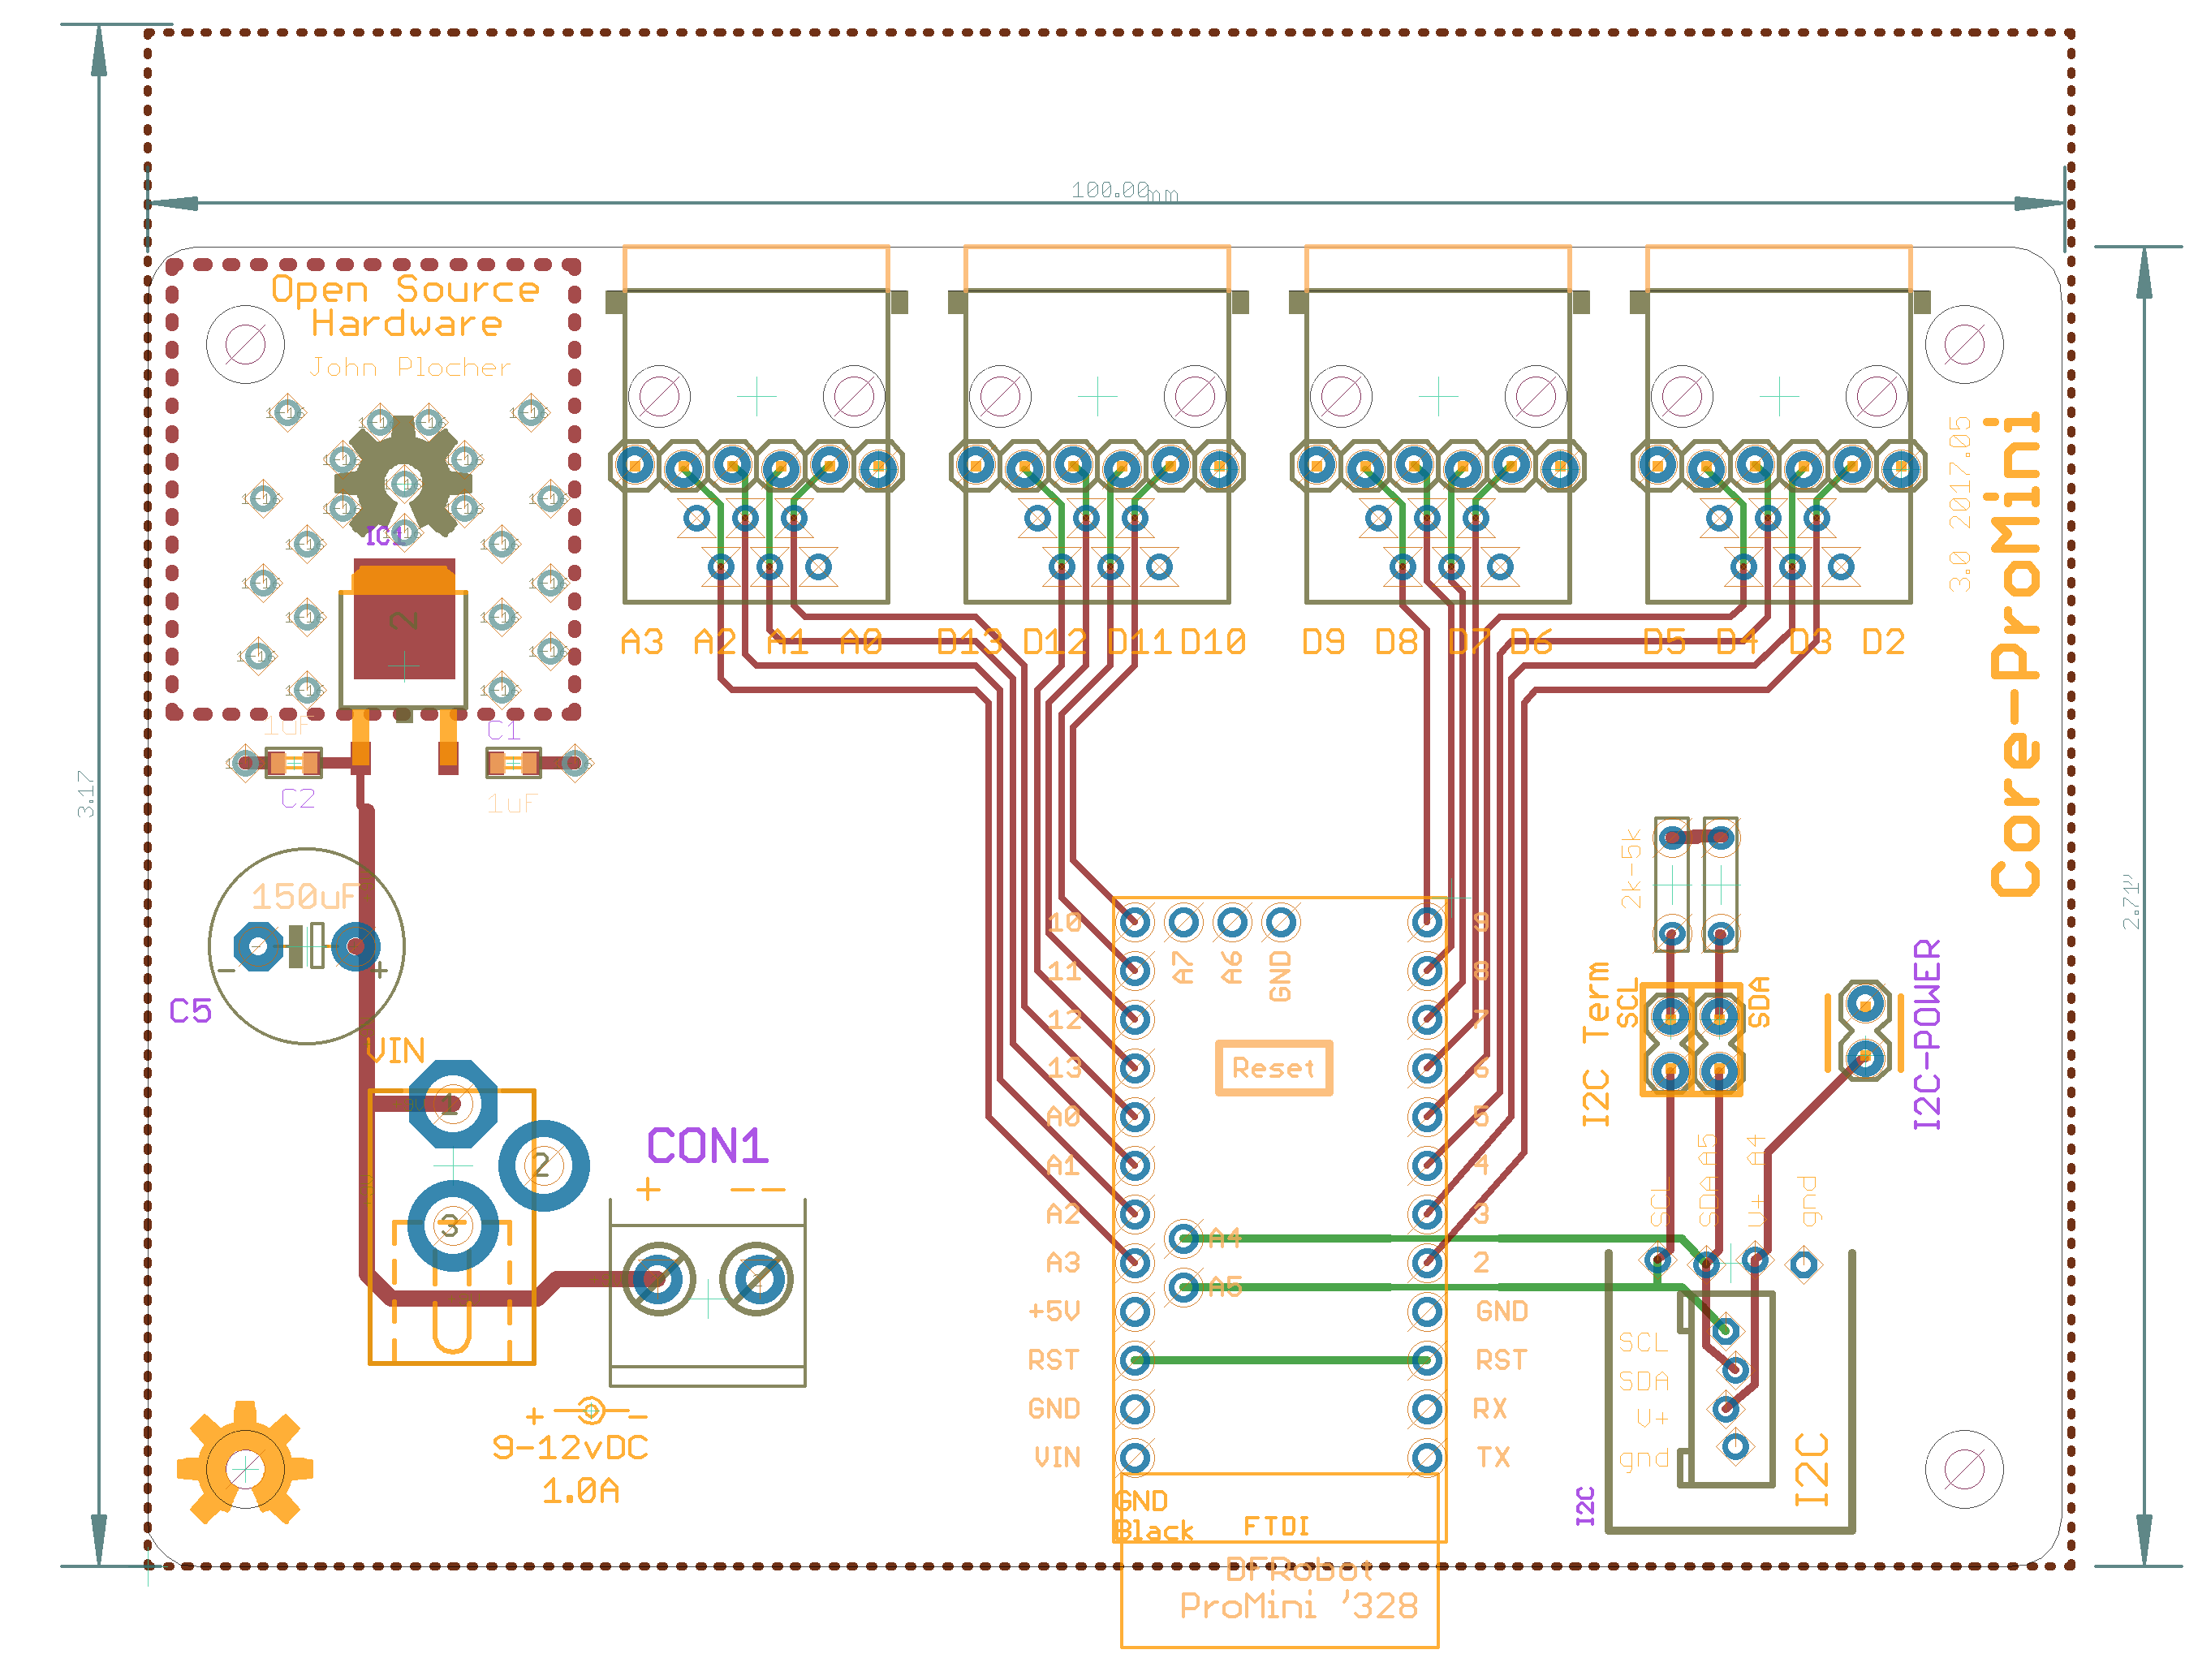 100.00mm
Open Source
Hardware
John Plocher
IC1
2
1uF
C1
C2
1uF
3.17
2.71"
A3 A2 A1 A0
D13 D12 D11 D10
D9 D8 D7 D6
D5 D4 D3 D2
3.0 2017.05
Core-ProMini
150uF
- +
C5
VIN
1
2
3
CON1
+ --
+ -
9-12vDC
1.0A
10
11
12
13
A0
A1
A2
A3
+5V
RST
GND
VIN
A7
A6
GND
Reset
A4
A5
9
8
7
6
5
4
3
2
GND
RST
RX
TX
GND
Black
FTDI
DFRobot
ProMini '328
2k-5k
I2C Term
SCL
SDA
I2C-POWER
SCL
SDA A5
V+ A4
gnd
SCL
SDA
V+
gnd
I2C
I2C